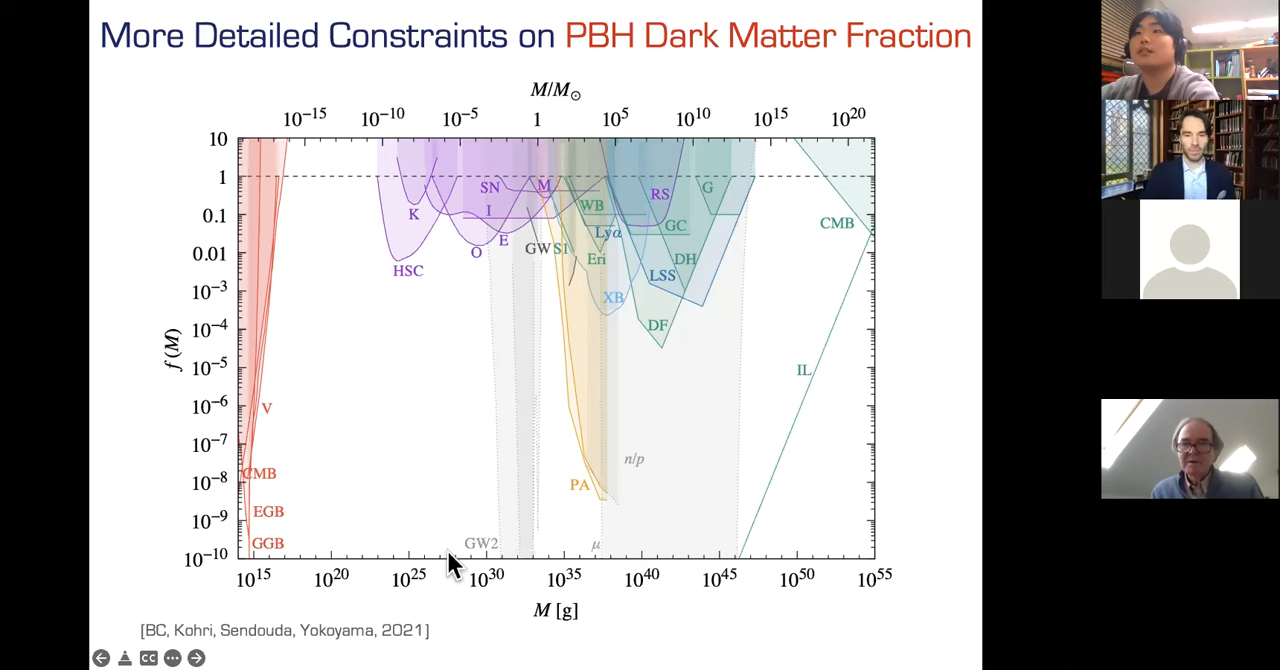 More Detailed Constraints on PBH Dark Matter Fraction
M/M☉
10⁻¹⁵ 10⁻¹⁰ 10⁻⁵ 1 10⁵ 10¹⁰ 10¹⁵ 10²⁰
10
1
0.1
0.01
10⁻³
10⁻⁴
10⁻⁵
10⁻⁶
10⁻⁷
10⁻⁸
10⁻⁹
10⁻¹⁰
f(M)
V
CMB
EGB
GGB
HSC
K
O
I
E
SN
M
GW
S1
WB
Lyα
Eri
XB
RS
GC
DH
LSS
DF
G
CMB
IL
PA
n/p
μ
GW2
10¹⁵ 10²⁰ 10²⁵ 10³⁰ 10³⁵ 10⁴⁰ 10⁴⁵ 10⁵⁰ 10⁵⁵
M [g]
[BC, Kohri, Sendouda, Yokoyama, 2021]
CC